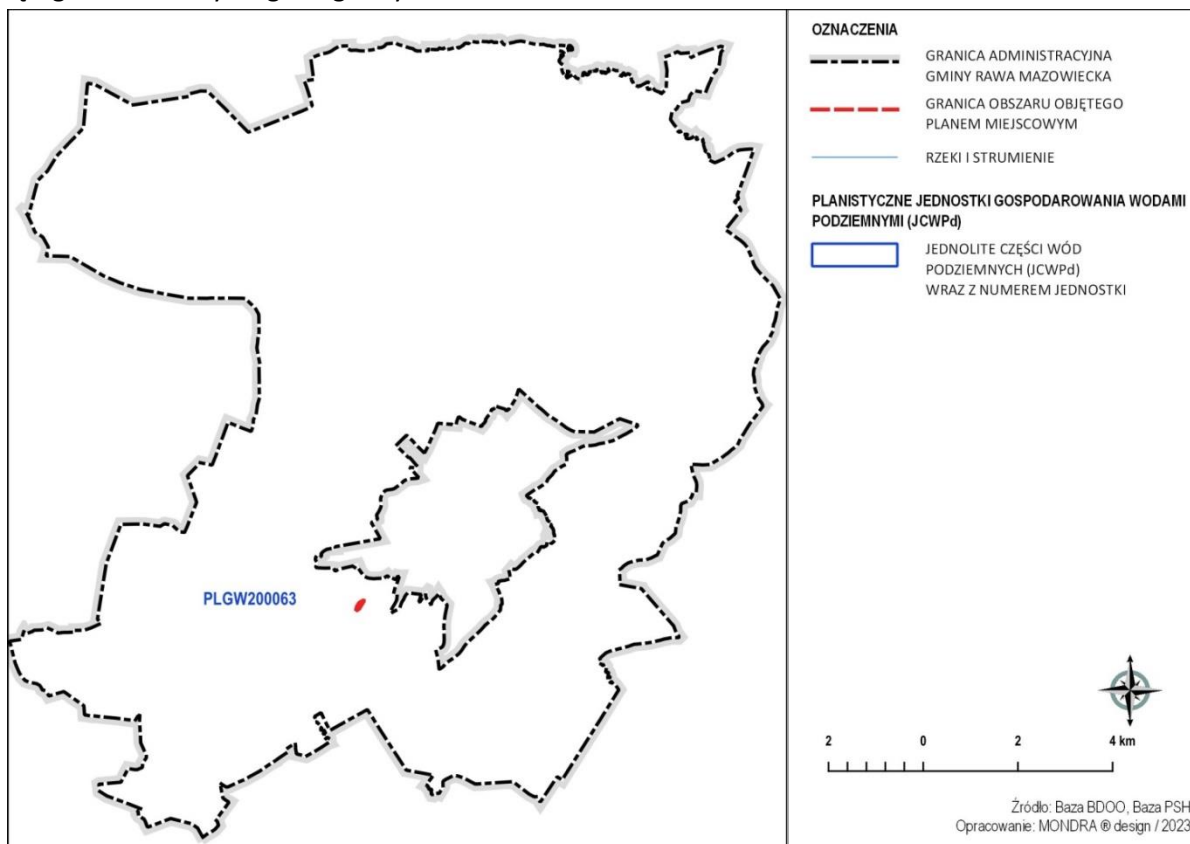 OZNACZENIA
GRANICA ADMINISTRACYJNA
GMINY RAWA MAZOWIECKA
GRANICA OBSZARU OBJĘTEGO
PLANEM MIEJSCOWYM
RZEKI I STRUMIENIE
PLANISTYCZNE JEDNOSTKI GOSPODAROWANIA WODAMI
PODZIEMNYMI (JCWPd)
JEDNOLITE CZĘŚCI WÓD
PODZIEMNYCH (JCWPd)
WRAZ Z NUMEREM JEDNOSTKI
PLGW200063
2 0 2 4 km
Źródło: Baza BDOO, Baza PSH
Opracowanie: MONDRA ® design / 2023